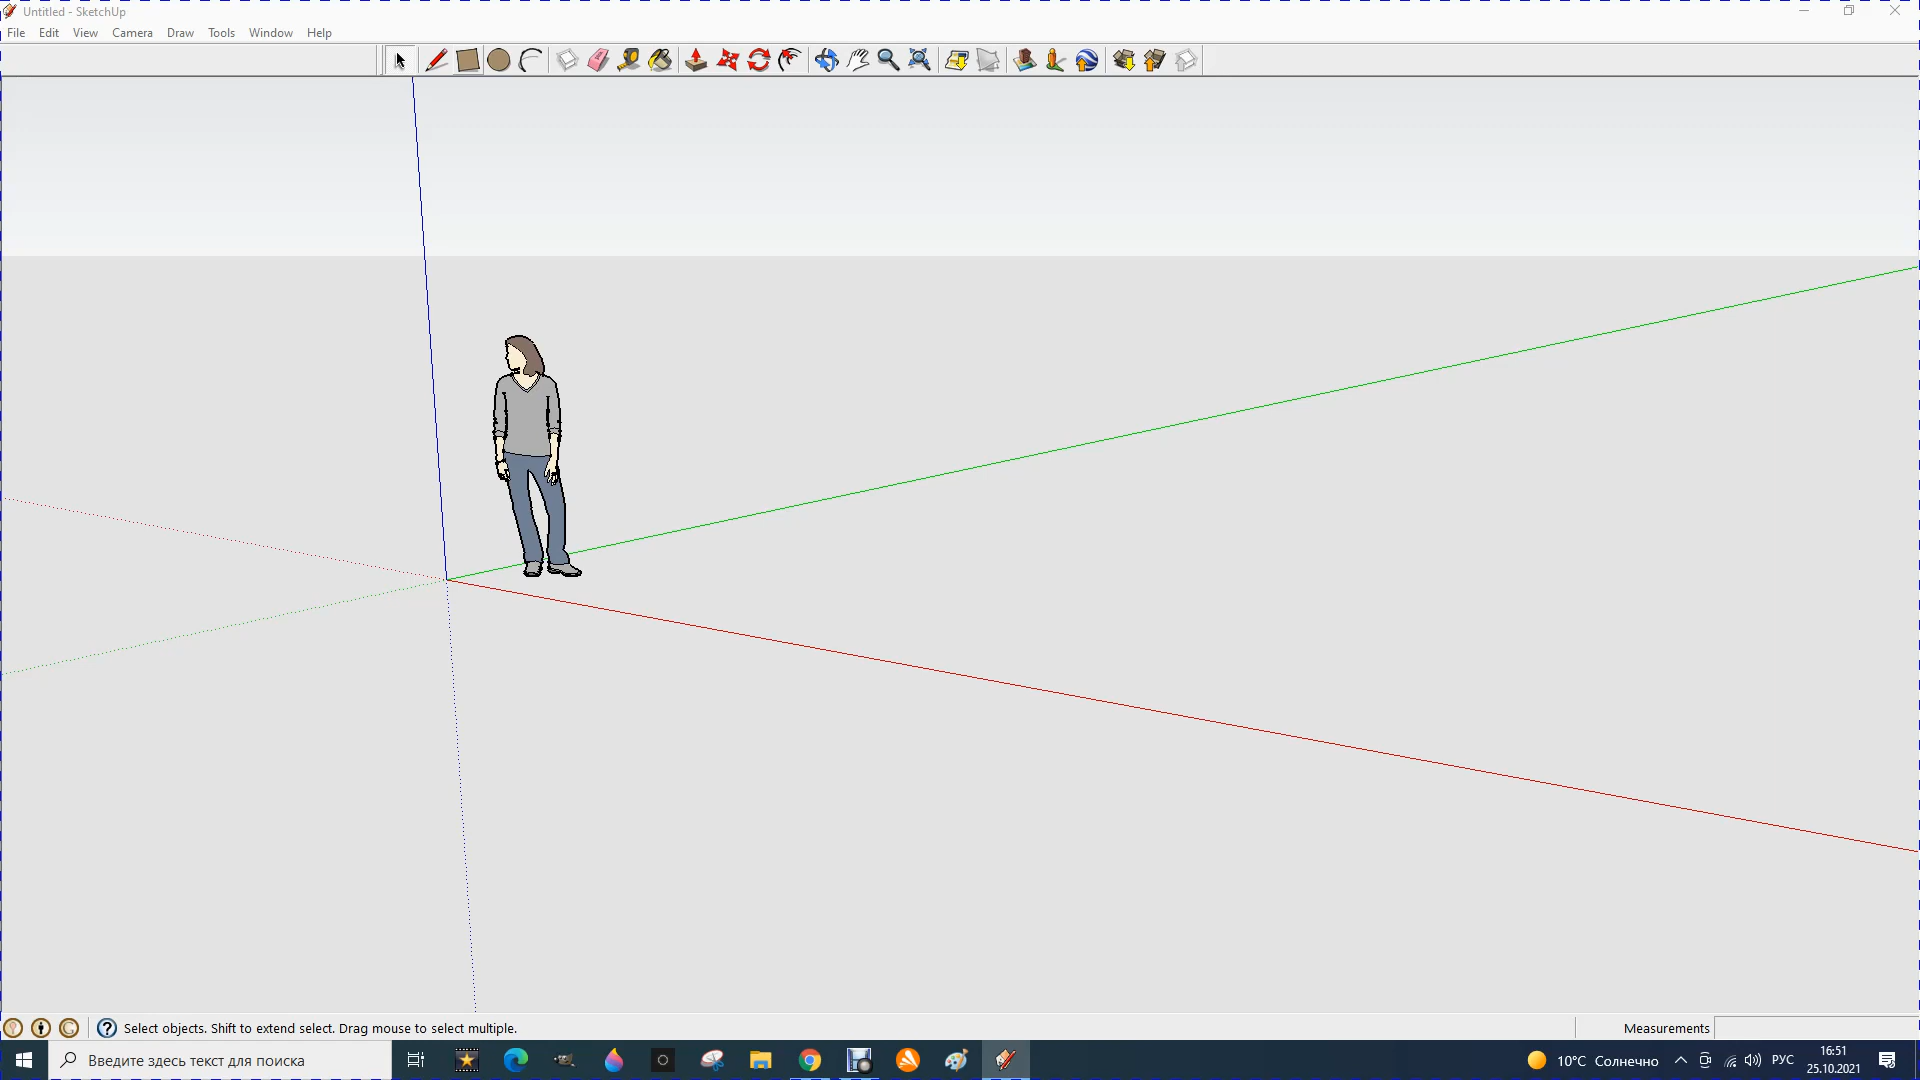 Untitled - SketchUp
File Edit View Camera Draw Tools Window Help
Select objects. Shift to extend select. Drag mouse to select multiple.
Measurements
Введите здесь текст для поиска
10°C Солнечно
РУС
16:51
25.10.2021